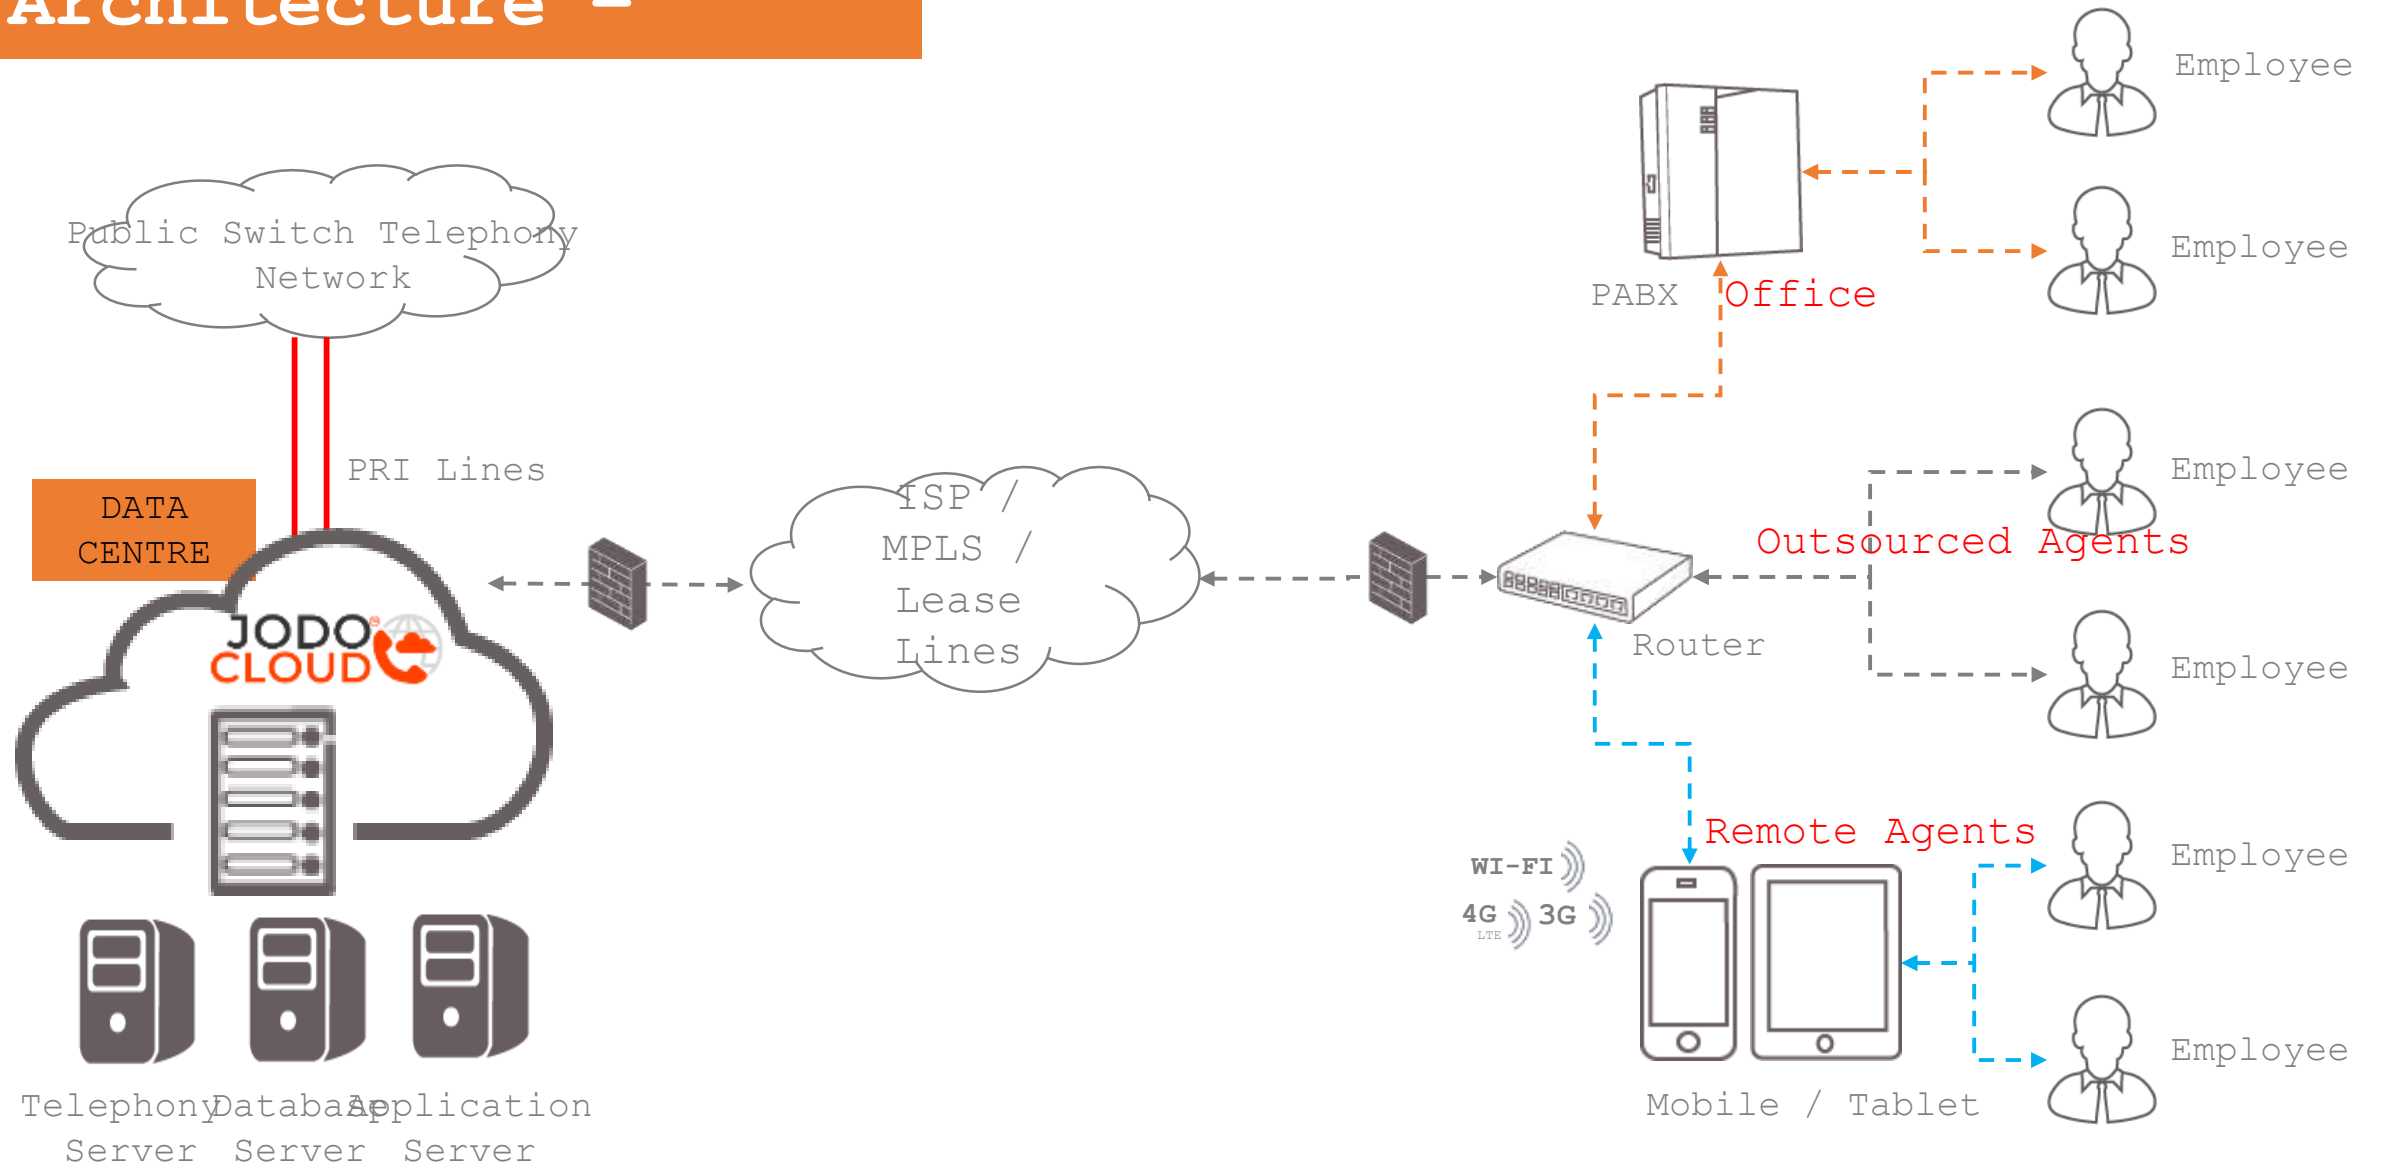 Architecture -
Public Switch Telephony
Network
PRI Lines
DATA
CENTRE
JODO®
CLOUD
Telephony
Server
Database
Server
Application
Server
ISP /
MPLS /
Lease
Lines
PABX
Office
Employee
Employee
Router
Outsourced Agents
Employee
Employee
Remote Agents
WI-FI
4G
LTE
3G
Mobile / Tablet
Employee
Employee